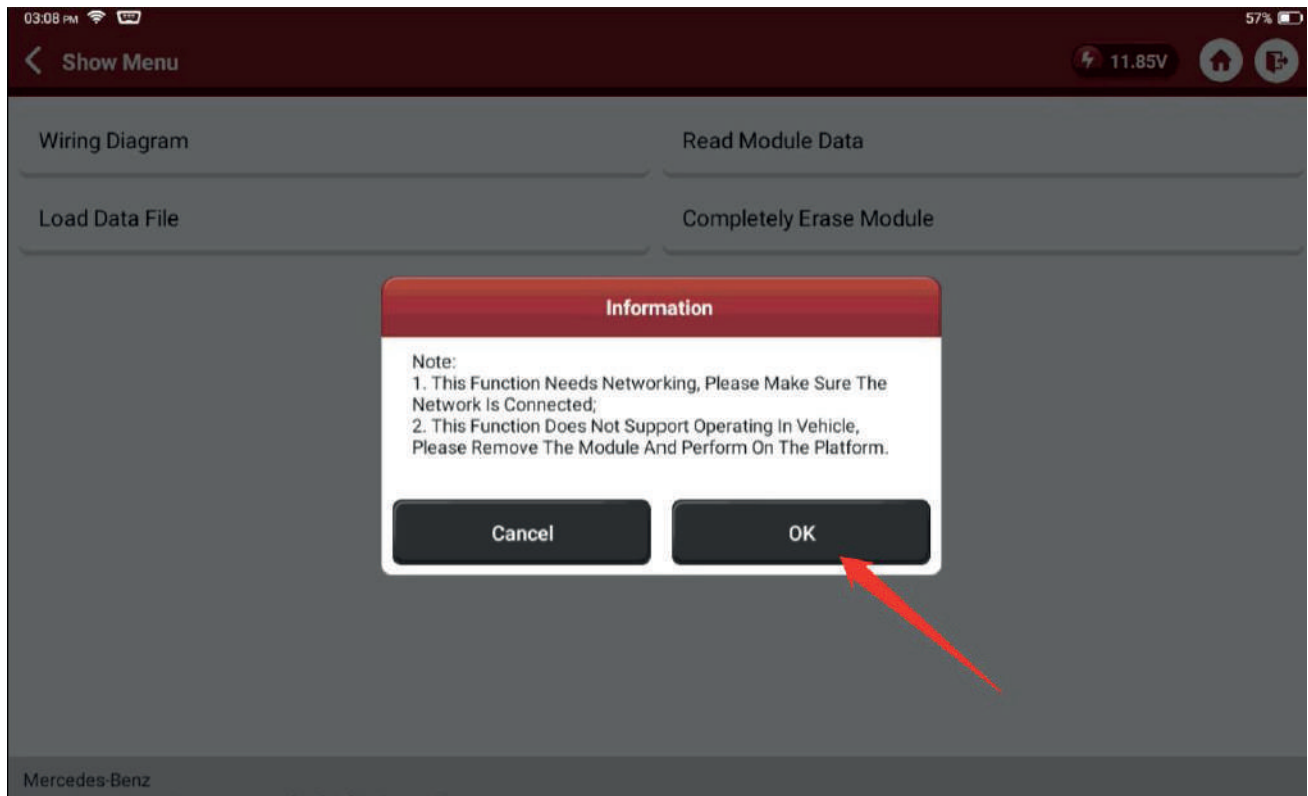 03:08 PM
57%
Show Menu
11.85V
Wiring Diagram
Read Module Data
Load Data File
Completely Erase Module
Information
Note:
1. This Function Needs Networking, Please Make Sure The
Network Is Connected;
2. This Function Does Not Support Operating In Vehicle,
Please Remove The Module And Perform On The Platform.
Cancel
OK
Mercedes-Benz